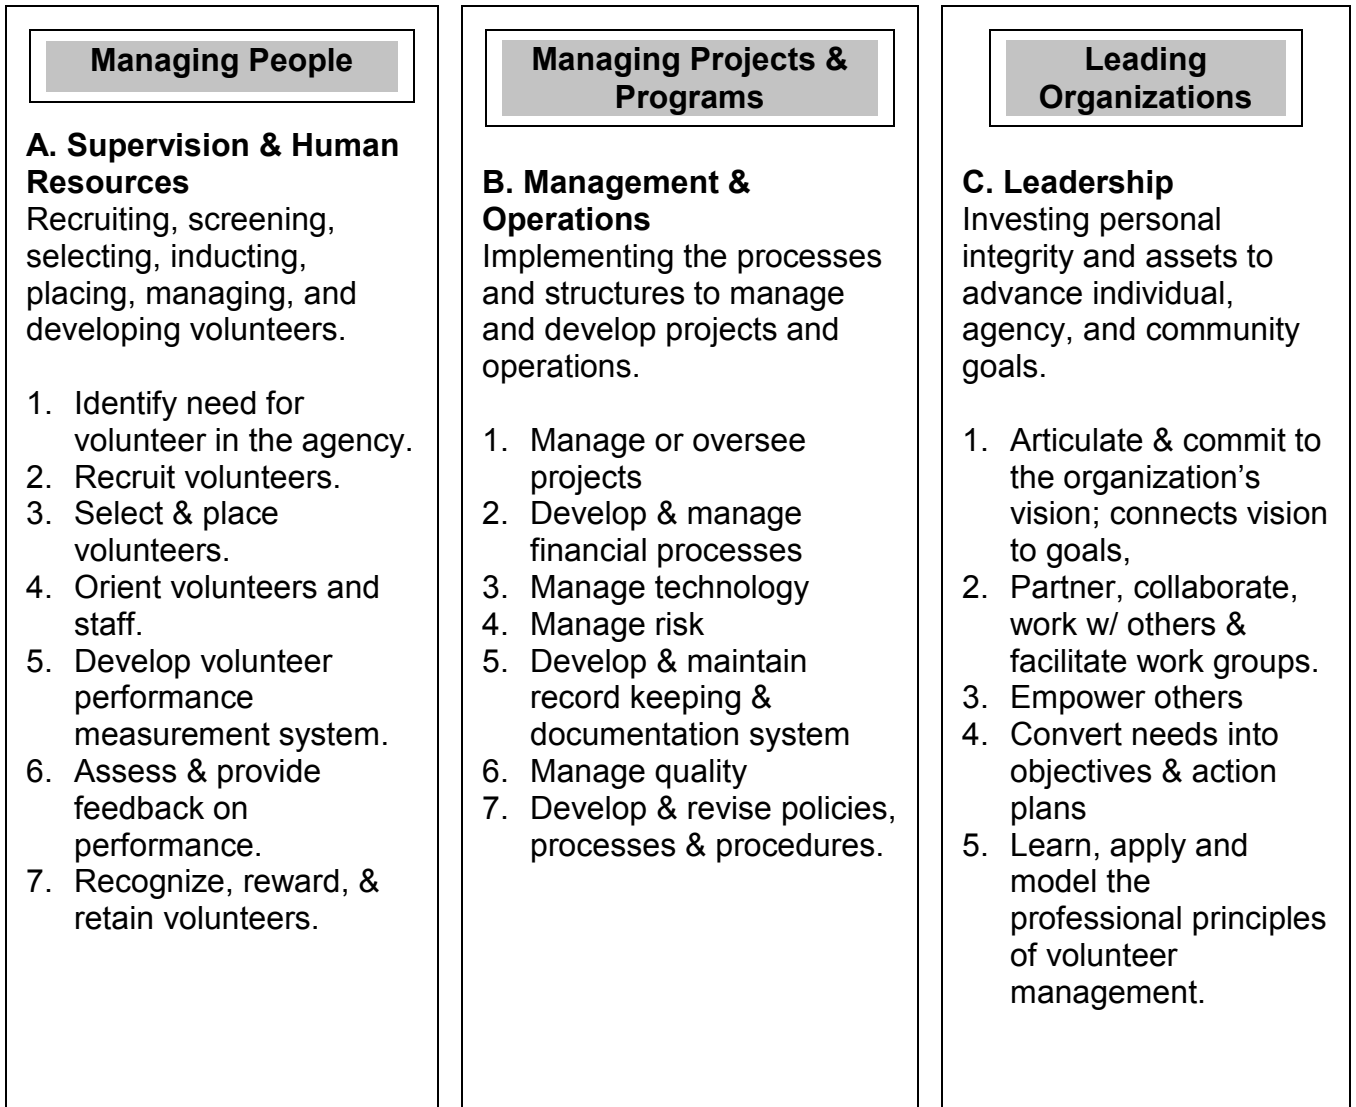 Managing People
A. Supervision & Human
Resources
Recruiting, screening,
selecting, inducting,
placing, managing, and
developing volunteers.
1. Identify need for
volunteer in the agency.
2. Recruit volunteers.
3. Select & place
volunteers.
4. Orient volunteers and
staff.
5. Develop volunteer
performance
measurement system.
6. Assess & provide
feedback on
performance.
7. Recognize, reward, &
retain volunteers.
Managing Projects &
Programs
B. Management &
Operations
Implementing the processes
and structures to manage
and develop projects and
operations.
1. Manage or oversee
projects
2. Develop & manage
financial processes
3. Manage technology
4. Manage risk
5. Develop & maintain
record keeping &
documentation system
6. Manage quality
7. Develop & revise policies,
processes & procedures.
Leading
Organizations
C. Leadership
Investing personal
integrity and assets to
advance individual,
agency, and community
goals.
1. Articulate & commit to
the organization’s
vision; connects vision
to goals,
2. Partner, collaborate,
work w/ others &
facilitate work groups.
3. Empower others
4. Convert needs into
objectives & action
plans
5. Learn, apply and
model the
professional principles
of volunteer
management.